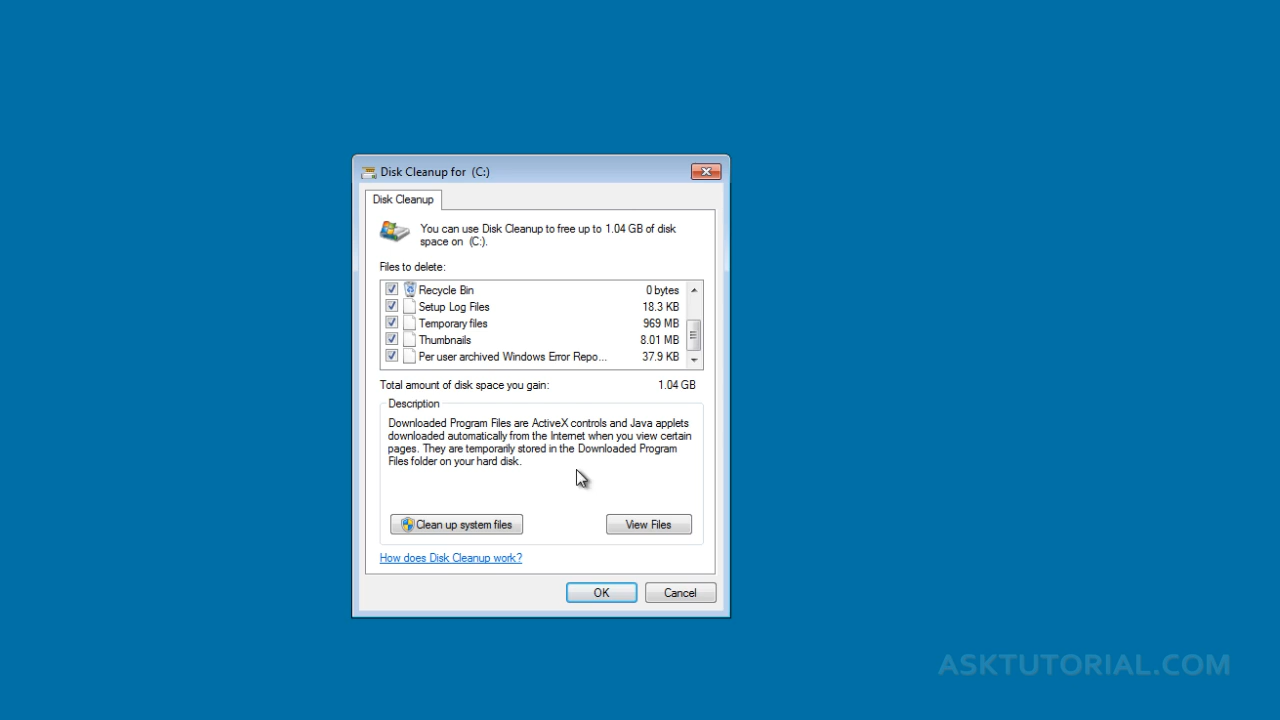 Disk Cleanup for (C:)
Disk Cleanup
You can use Disk Cleanup to free up to 1.04 GB of disk
space on (C:).
Files to delete:
Recycle Bin 0 bytes
Setup Log Files 18.3 KB
Temporary files 969 MB
Thumbnails 8.01 MB
Per user archived Windows Error Repo... 37.9 KB
Total amount of disk space you gain: 1.04 GB
Description
Downloaded Program Files are ActiveX controls and Java applets
downloaded automatically from the Internet when you view certain
pages. They are temporarily stored in the Downloaded Program
Files folder on your hard disk.
Clean up system files View Files
How does Disk Cleanup work?
OK Cancel
ASKTUTORIAL.COM